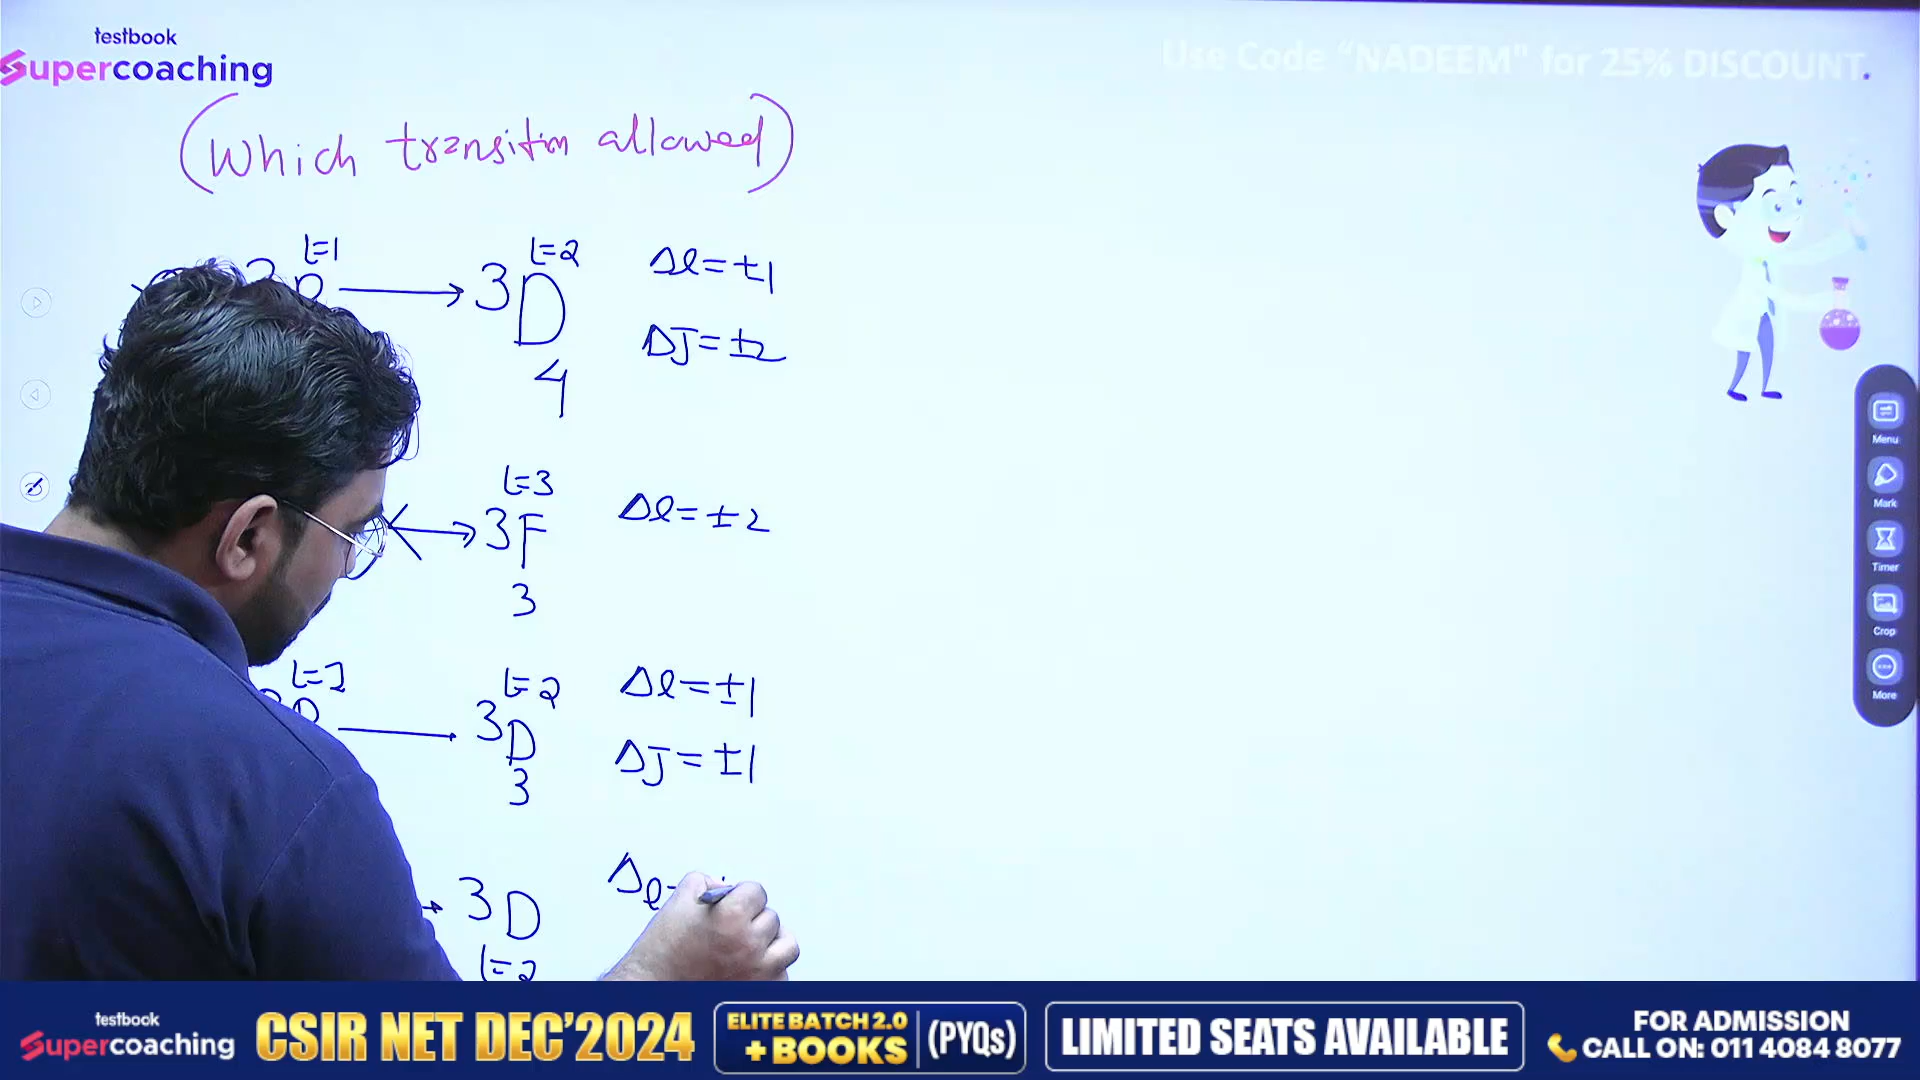 testbook
Supercoaching
Use Code "NADEEM" for 25% DISCOUNT.
(Which transition allowed)
l=1
l=2
3D
4
Δl=±1
ΔJ=±2
l=3
3F
3
Δl=±2
l=2
3D
3
Δl=±1
ΔJ=±1
3D
l=2
Δl
Menu
Mark
Timer
Crop
More
testbook
Supercoaching
CSIR NET DEC'2024
ELITE BATCH 2.0
+ BOOKS
(PYQs)
LIMITED SEATS AVAILABLE
FOR ADMISSION
CALL ON: 011 4084 8077